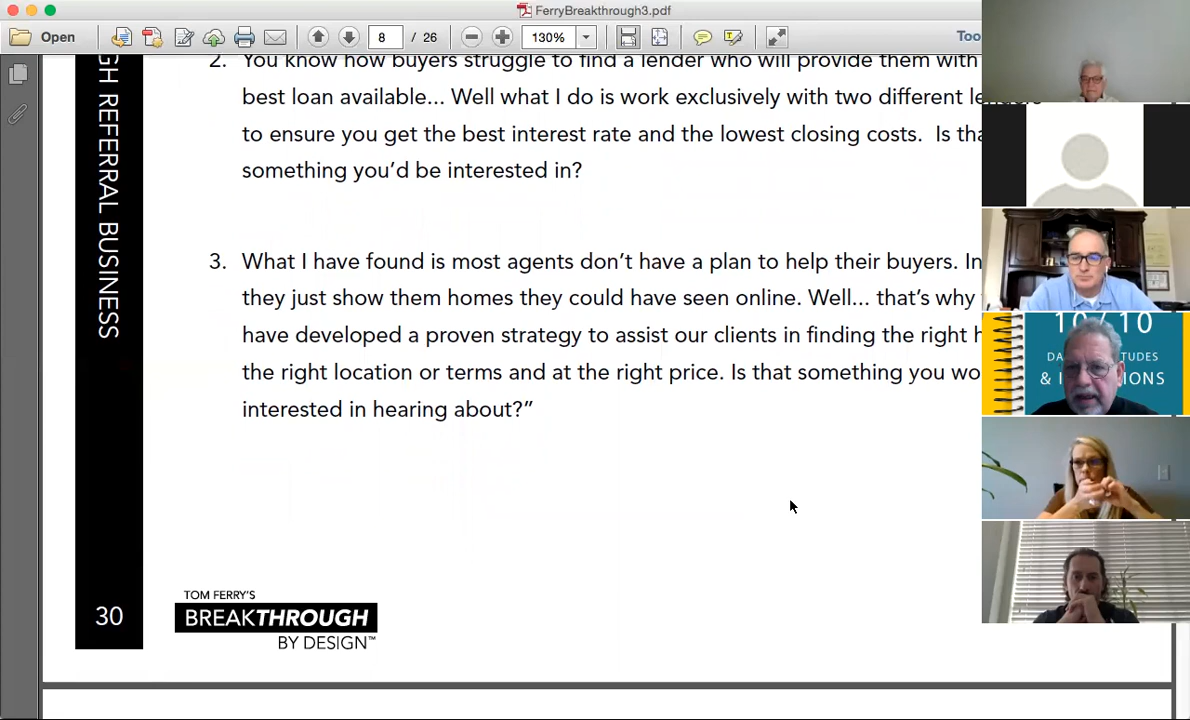 FerryBreakthrough3.pdf
Open
8 / 26
130%
Too
GH REFERRAL BUSINESS
2. You know how buyers struggle to find a lender who will provide them with
best loan available... Well what I do is work exclusively with two different lenders
to ensure you get the best interest rate and the lowest closing costs. Is tha
something you'd be interested in?
3. What I have found is most agents don't have a plan to help their buyers. In
they just show them homes they could have seen online. Well... that's why
have developed a proven strategy to assist our clients in finding the right h
the right location or terms and at the right price. Is that something you wo
interested in hearing about?”
30
TOM FERRY'S
BREAKTHROUGH
BY DESIGN™
10/10
DA TUDES
& I IONS